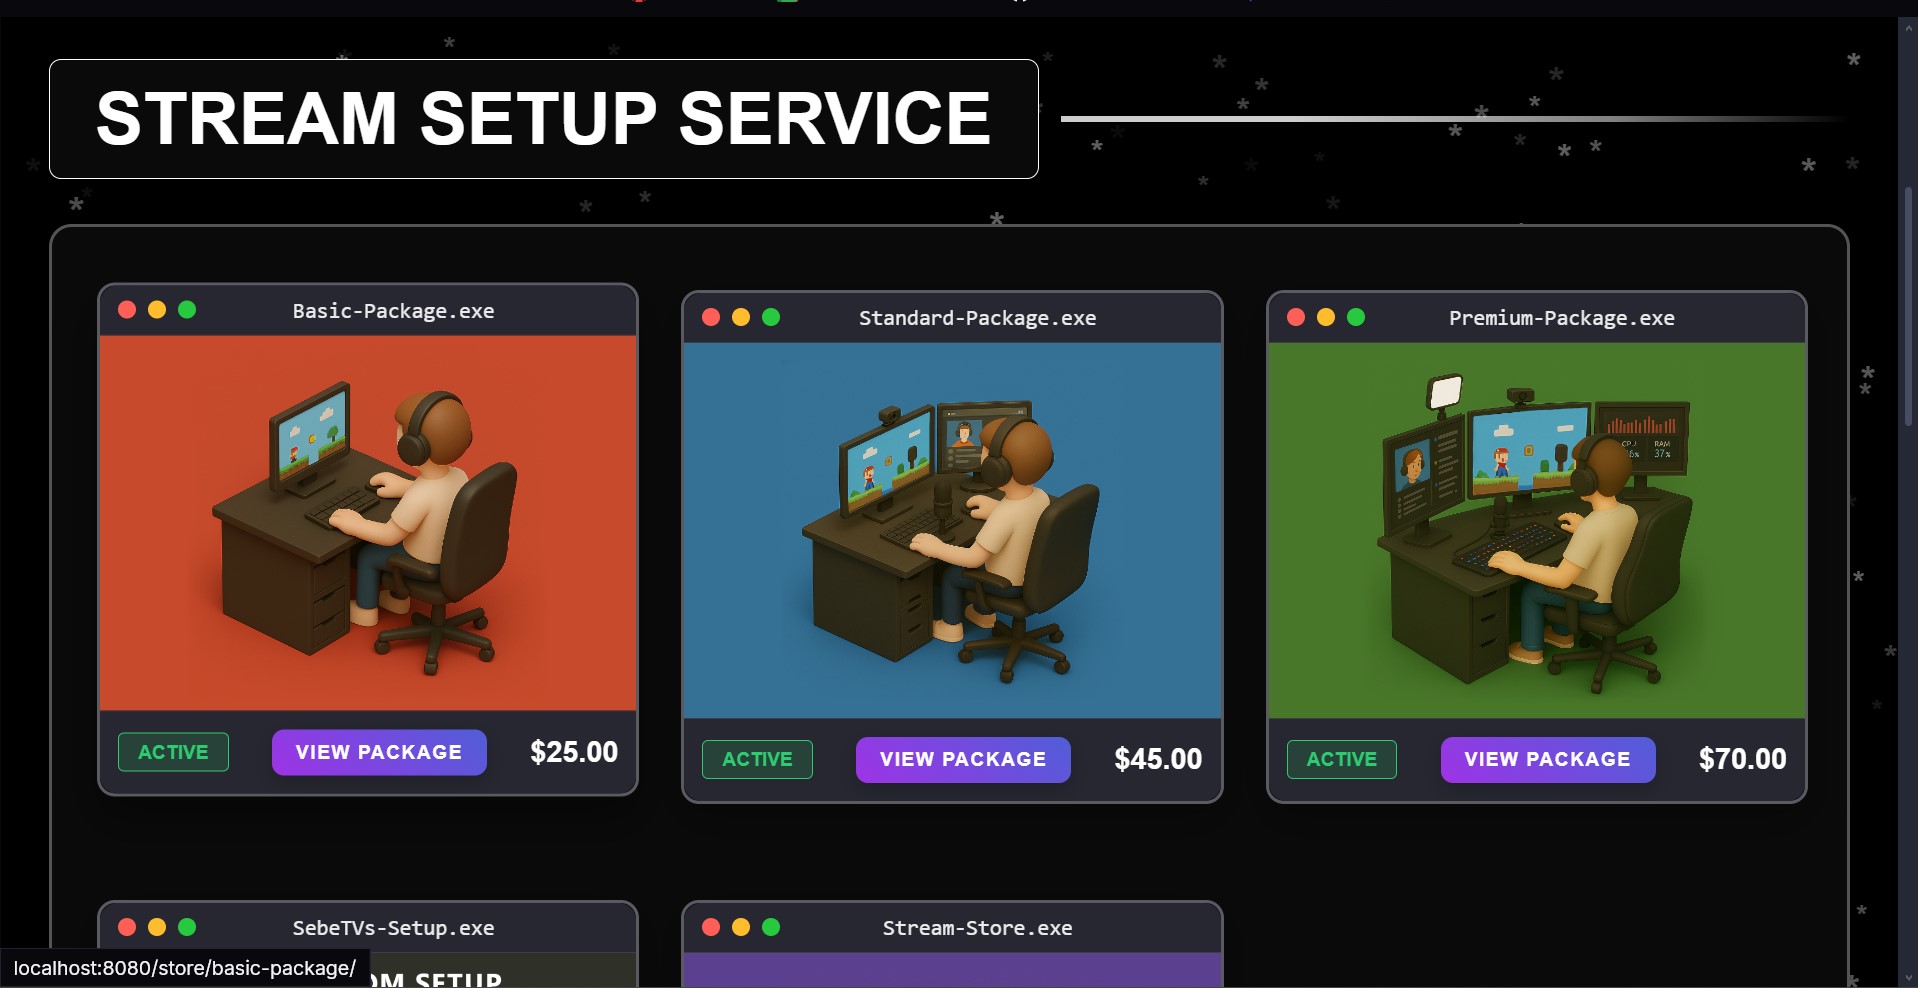 STREAM SETUP SERVICE
Basic-Package.exe
Standard-Package.exe
Premium-Package.exe
CPU
RAM
37%
ACTIVE
VIEW PACKAGE
$25.00
ACTIVE
VIEW PACKAGE
$45.00
ACTIVE
VIEW PACKAGE
$70.00
SebeTVs-Setup.exe
Stream-Store.exe
SETUP
localhost:8080/store/basic-package/